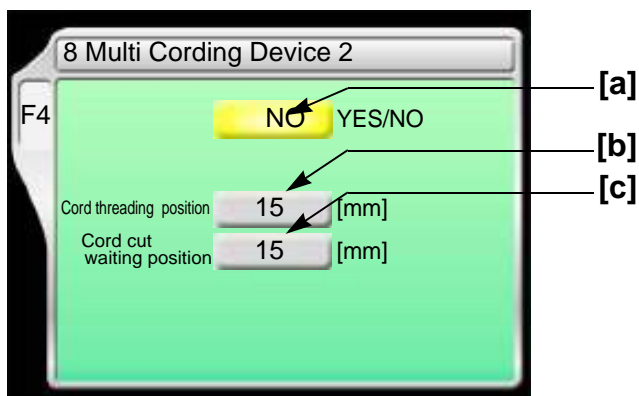 8 Multi Cording Device 2
[a]
F4
NO YES/NO
[b]
[c]
Cord threading position 15 [mm]
Cord cut
waiting position 15 [mm]